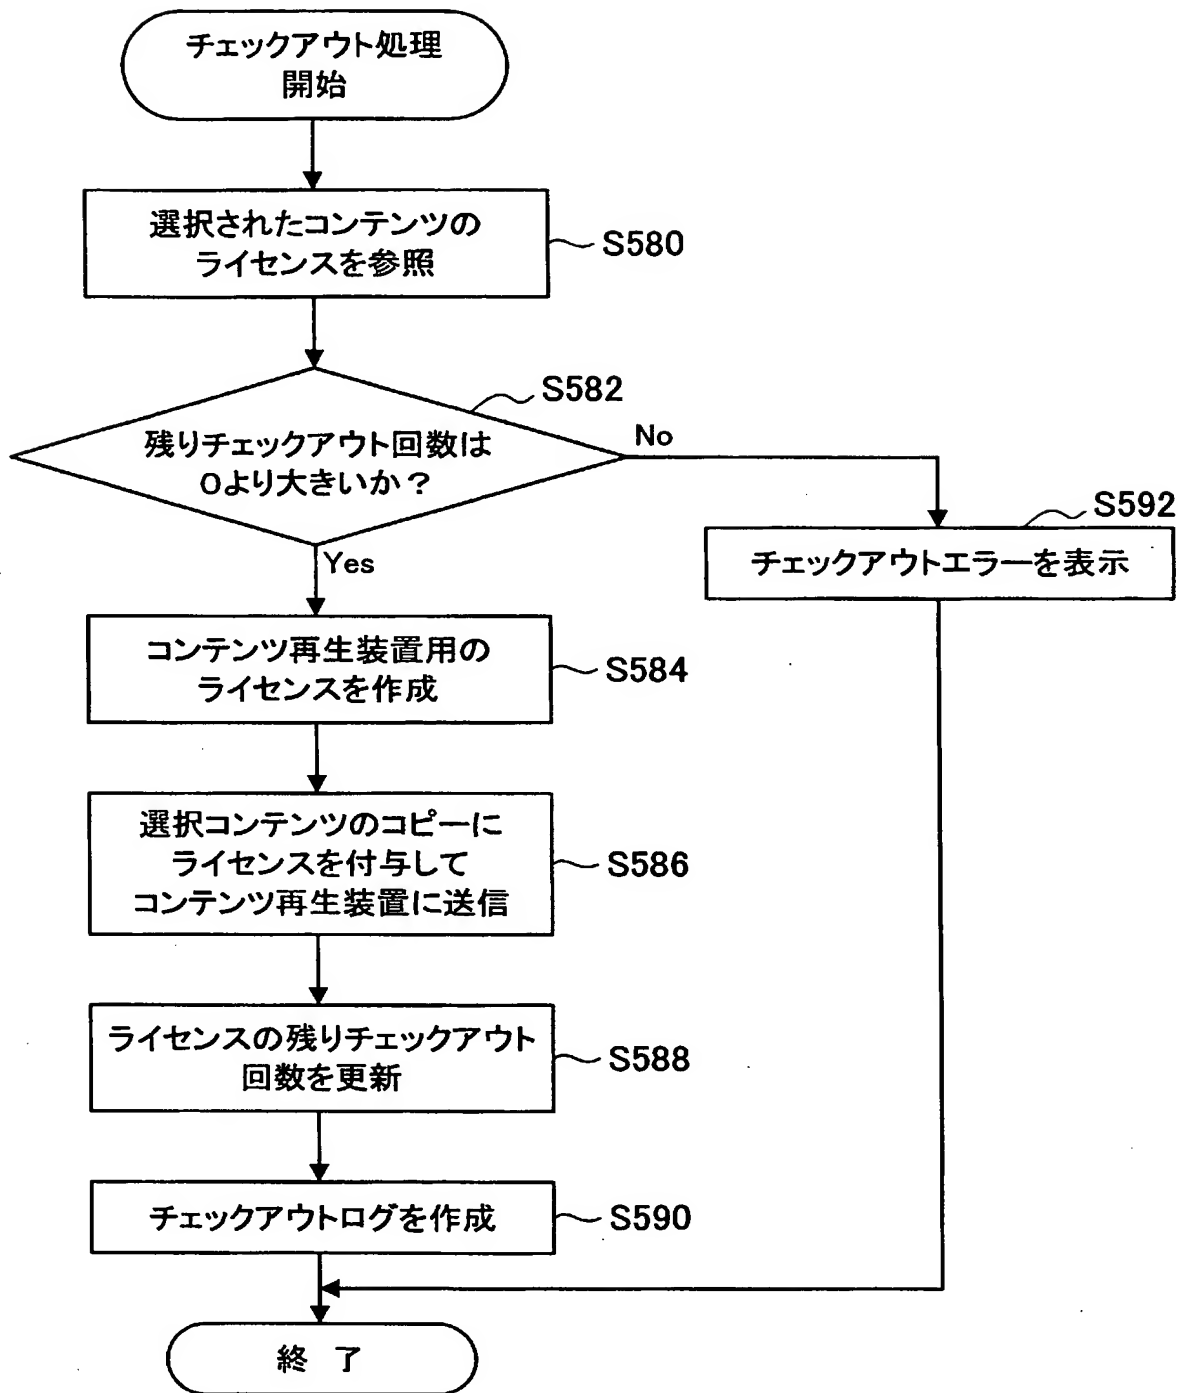 チェックアウト処理
開始
選択されたコンテンツの
ライセンスを参照
S580
S582
残りチェックアウト回数は
0より大きいか？
No
Yes
S592
チェックアウトエラーを表示
コンテンツ再生装置用の
ライセンスを作成
S584
選択コンテンツのコピーに
ライセンスを付与して
コンテンツ再生装置に送信
S586
ライセンスの残りチェックアウト
回数を更新
S588
チェックアウトログを作成
S590
終 了